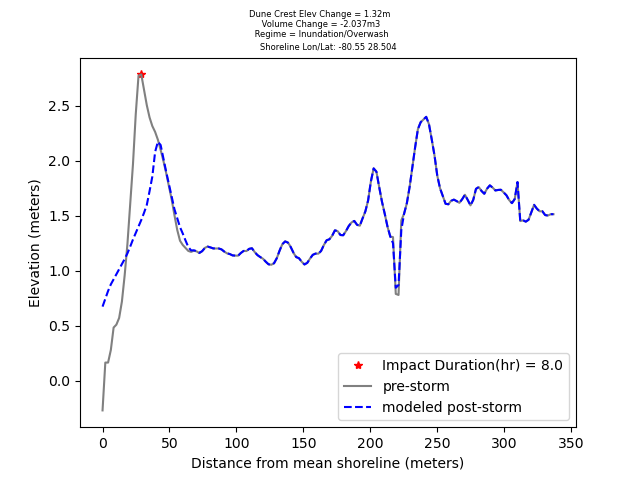 Dune Crest Elev Change = 1.32m
Volume Change = -2.037m3
Regime = Inundation/Overwash
Shoreline Lon/Lat: -80.55 28.504
Elevation (meters)
2.5
2.0
1.5
1.0
0.5
0.0
Impact Duration(hr) = 8.0
pre-storm
modeled post-storm
0 50 100 150 200 250 300 350
Distance from mean shoreline (meters)